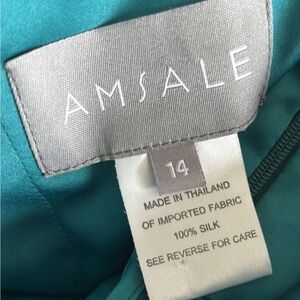 AMSALE
14
MADE IN THAILAND
OF IMPORTED FABRIC
100% SILK
SEE REVERSE FOR CARE